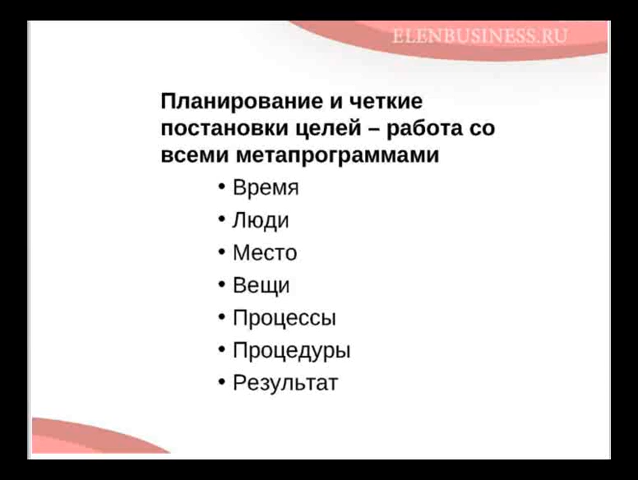 ELENBUSINESS.RU
Планирование и четкие
постановки целей – работа со
всеми метапрограммами
• Время
• Люди
• Место
• Вещи
• Процессы
• Процедуры
• Результат